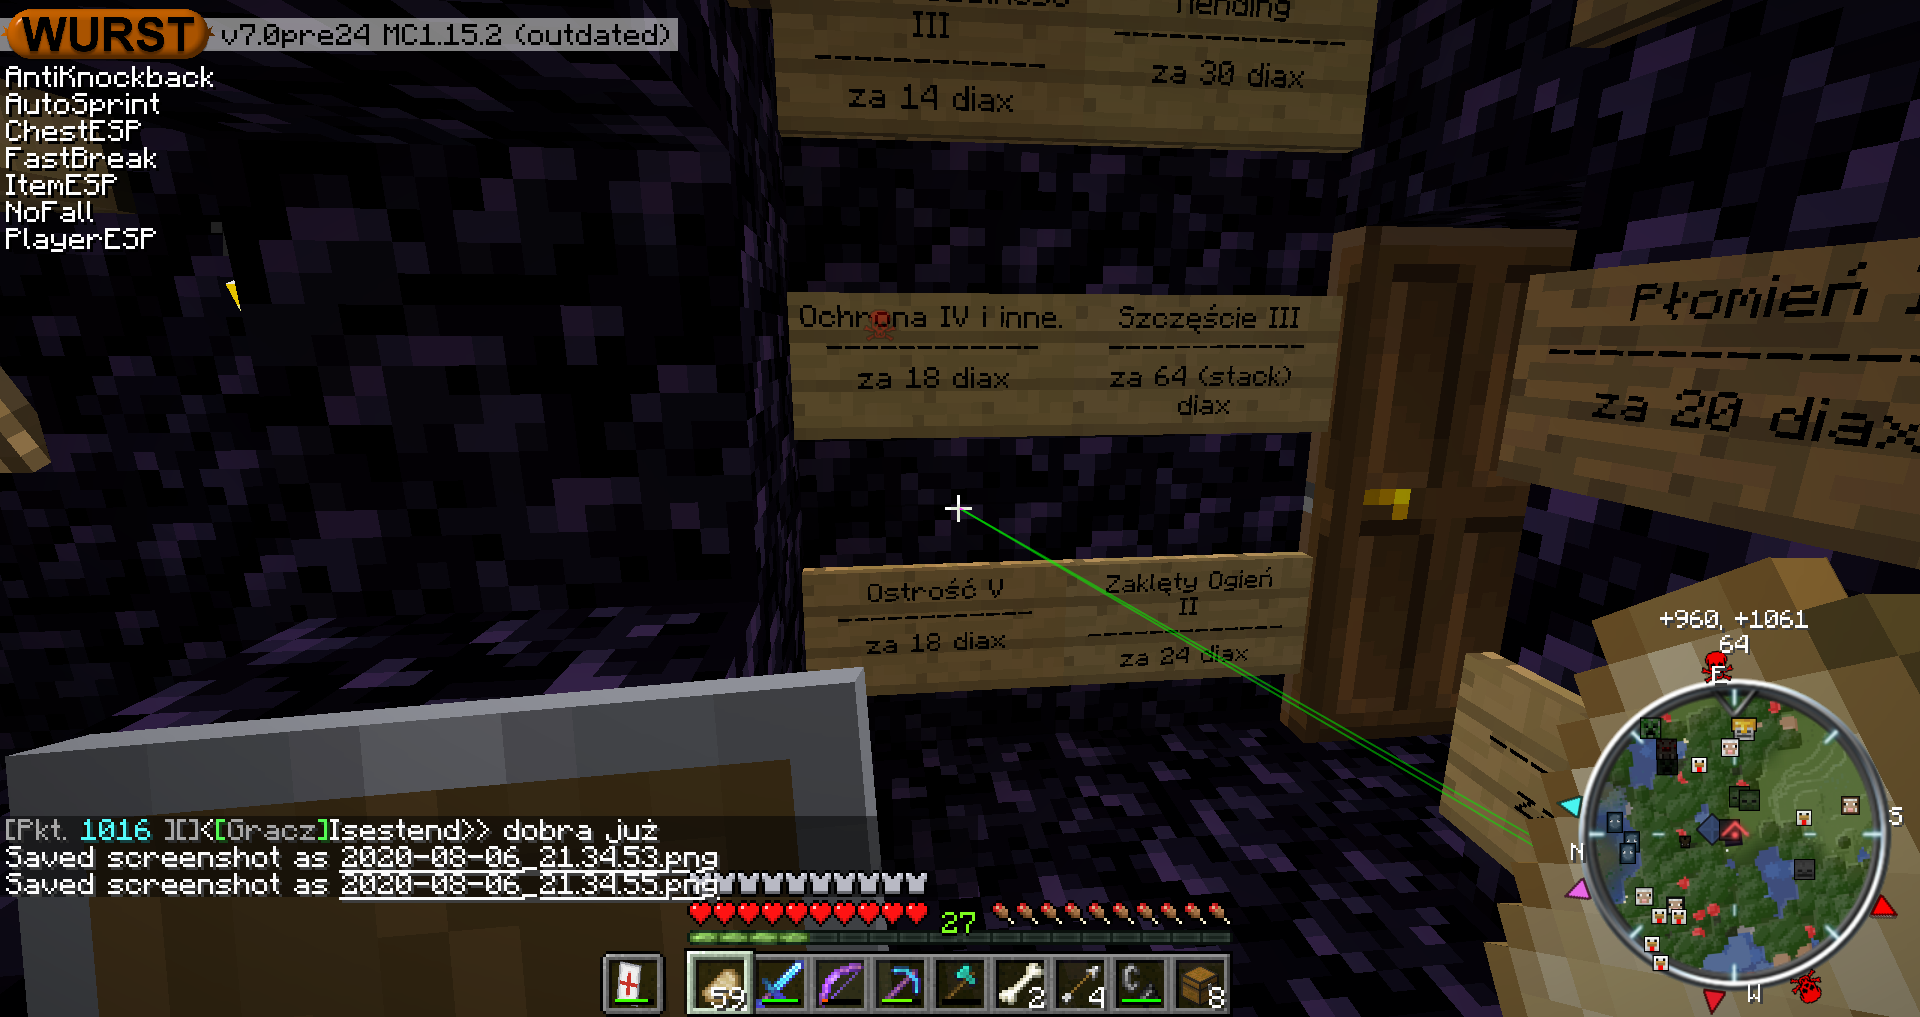 WURST v7.0pre24 MC1.15.2 (outdated)
AntiKnockback
AutoSprint
ChestESP
FastBreak
ItemESP
NoFall
PlayerESP
III
------------
za 14 diax
Mending
------------
za 30 diax
Ochrona IV i inne.
------------
za 18 diax
Szczęście III
------------
za 64 (stack)
diax
Płomień
------------
za 20 diax
Ostrość V
------------
za 18 diax
Zaklęty Ogień
II
------------
za 24 diax
+960, +1061
64
E
S
N
W
[Pkt. 1016 ][]<[Gracz]Isestend>> dobra już
Saved screenshot as 2020-08-06_21.34.53.png
Saved screenshot as 2020-08-06_21.34.55.png
27
59
2
4
8